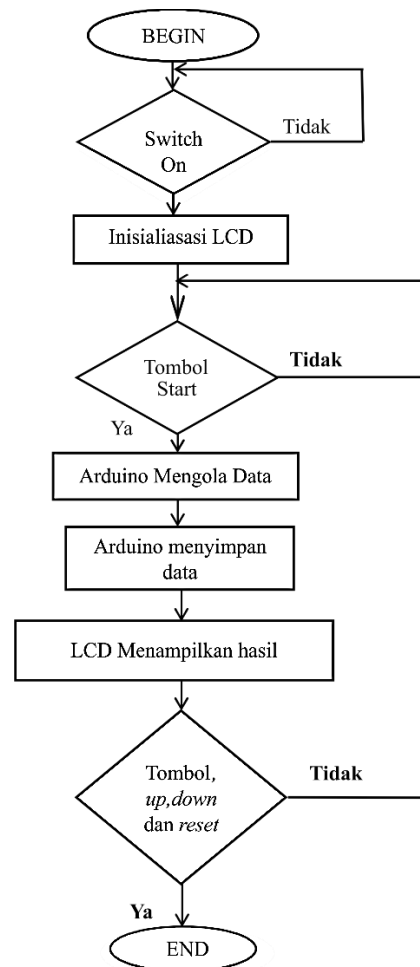 BEGIN
Switch
On
Tidak
Inisialiasasi LCD
Tombol
Start
Tidak
Ya
Arduino Mengola Data
Arduino menyimpan
data
LCD Menampilkan hasil
Tombol,
up,down
dan reset
Tidak
Ya
END